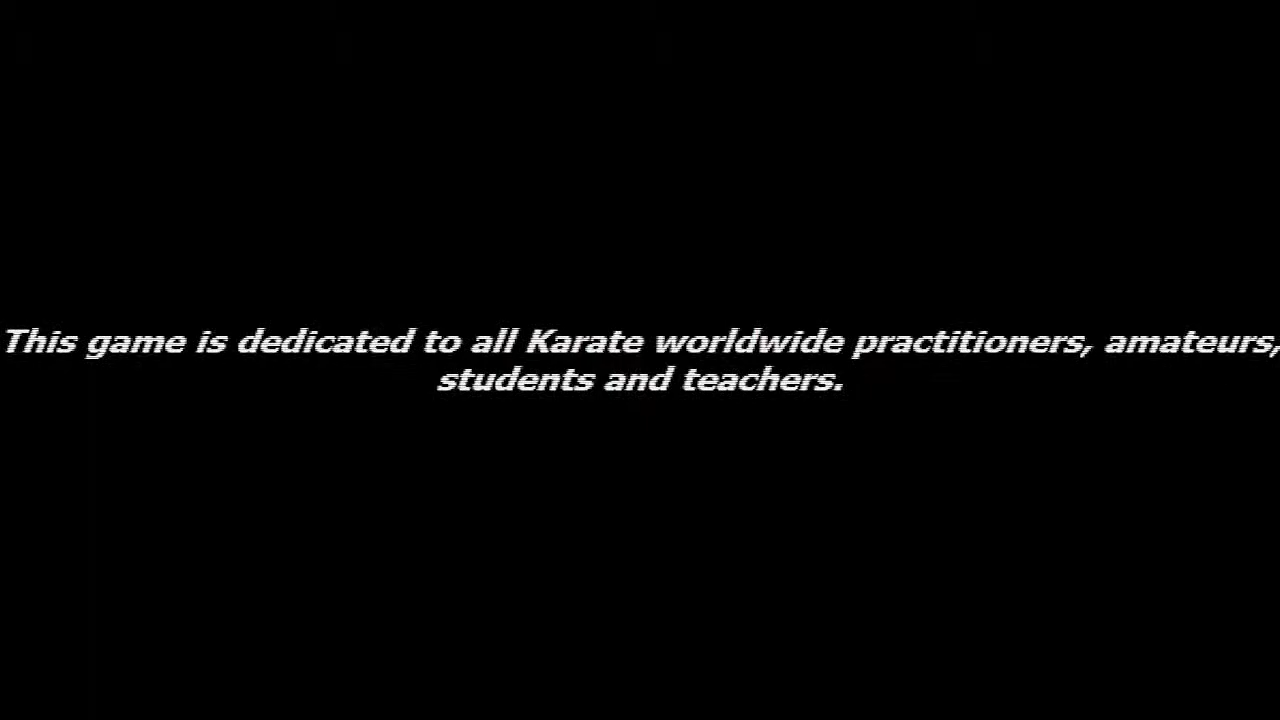 This game is dedicated to all Karate worldwide practitioners, amateurs,
students and teachers.